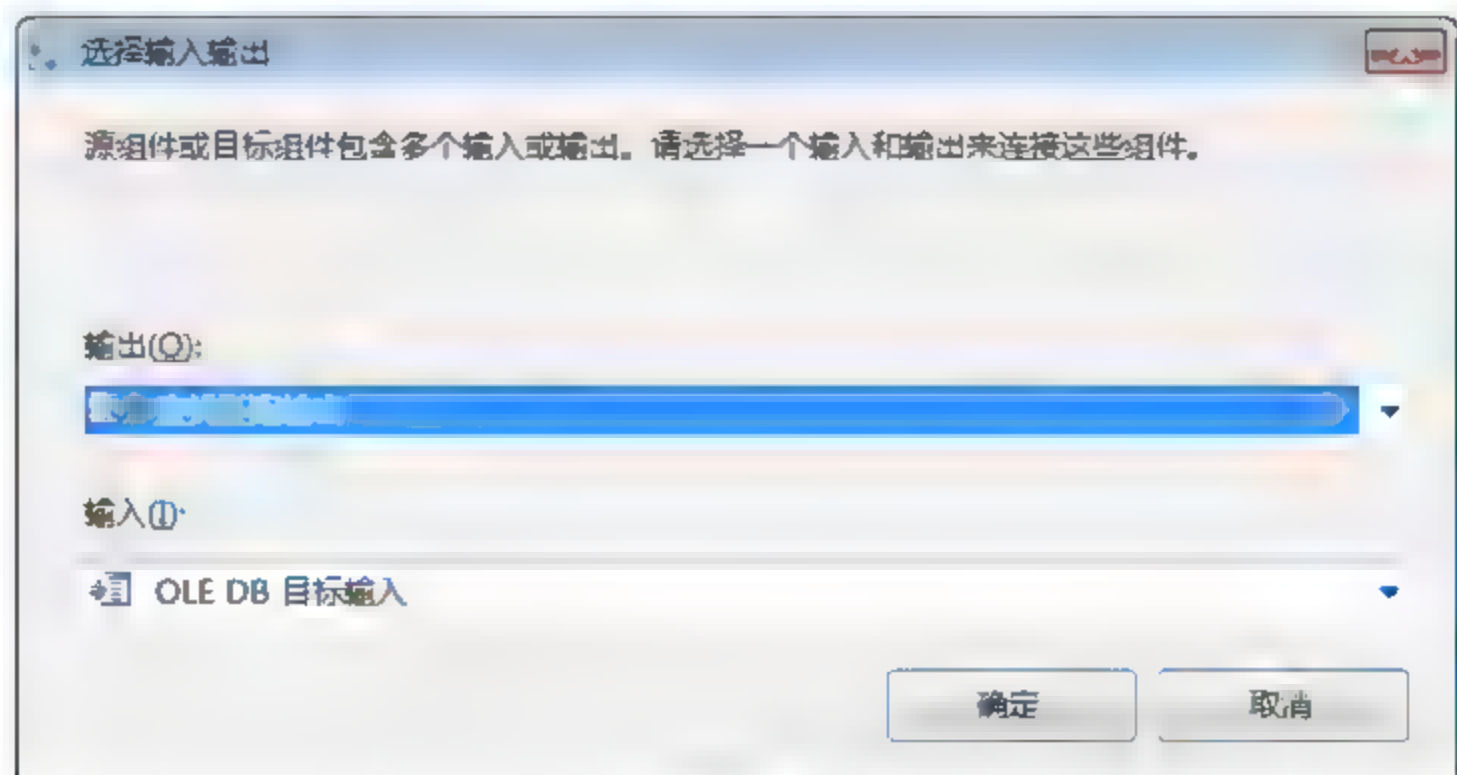 选择输入输出
源组件或目标组件包含多个输入或输出。请选择一个输入和输出来连接这些组件。
输出(O):
输入(I):
OLE DB 目标输入
确定
取消